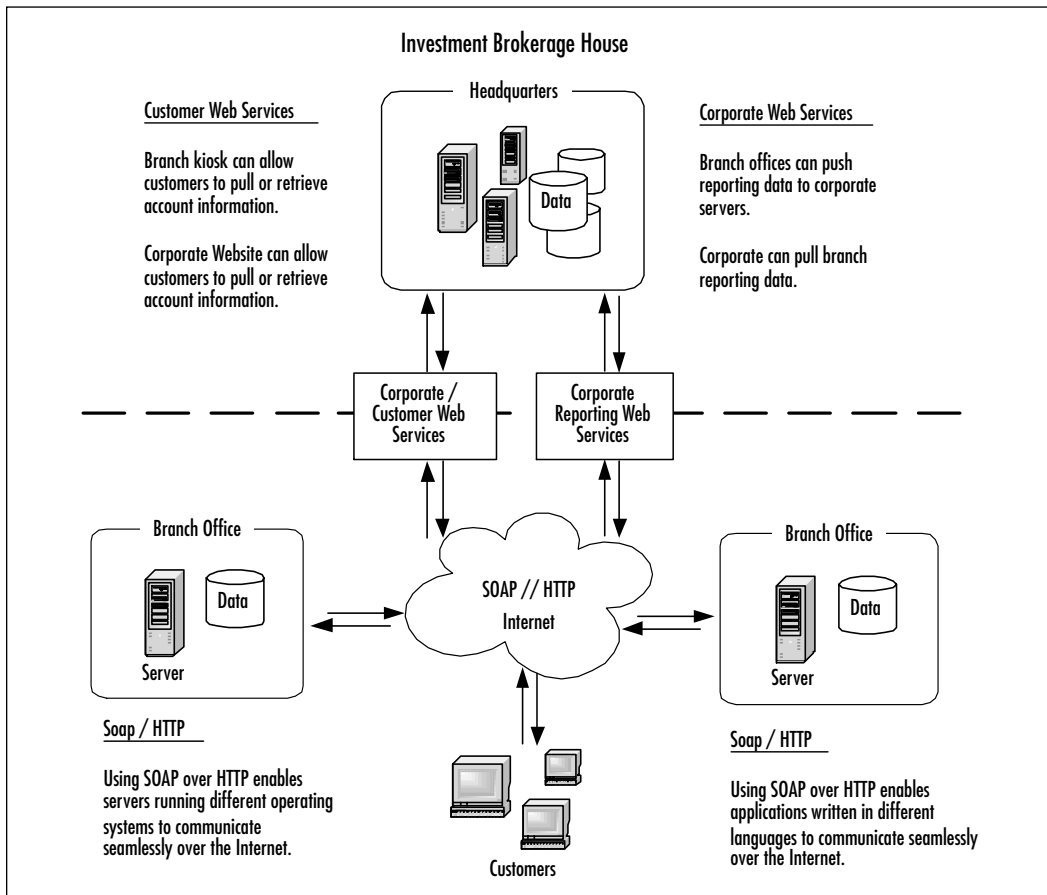 Investment Brokerage House
Headquarters
Customer Web Services
Branch kiosk can allow
customers to pull or retrieve
account information.
Corporate Website can allow
customers to pull or retrieve
account information.
Data
Corporate Web Services
Branch offices can push
reporting data to corporate
servers.
Corporate can pull branch
reporting data.
Corporate /
Customer Web
Services
Corporate
Reporting Web
Services
Branch Office
Data
Server
SOAP // HTTP
Internet
Branch Office
Data
Server
Soap / HTTP
Using SOAP over HTTP enables
servers running different operating
systems to communicate
seamlessly over the Internet.
Customers
Soap / HTTP
Using SOAP over HTTP enables
applications written in different
languages to communicate seamlessly
over the Internet.